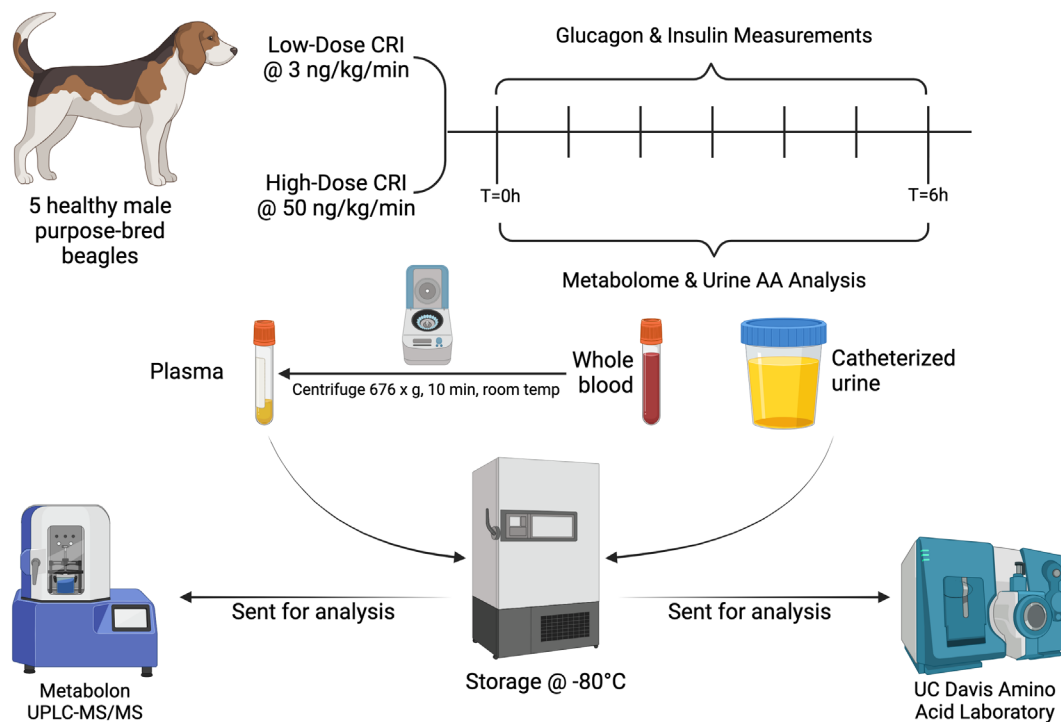 Low-Dose CRI
@ 3 ng/kg/min
Glucagon & Insulin Measurements
High-Dose CRI
@ 50 ng/kg/min
T=0h
T=6h
5 healthy male
purpose-bred
beagles
Metabolome & Urine AA Analysis
Plasma
Centrifuge 676 x g, 10 min, room temp
Whole
blood
Catheterized
urine
Sent for analysis
Sent for analysis
Storage @ -80°C
Metabolon
UPLC-MS/MS
UC Davis Amino
Acid Laboratory